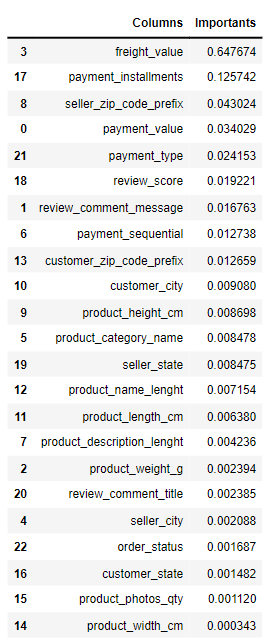 Columns Importants
3 freight_value 0.647674
17 payment_installments 0.125742
8 seller_zip_code_prefix 0.043024
0 payment_value 0.034029
21 payment_type 0.024153
18 review_score 0.019221
1 review_comment_message 0.016763
6 payment_sequential 0.012738
13 customer_zip_code_prefix 0.012659
10 customer_city 0.009080
9 product_height_cm 0.008698
5 product_category_name 0.008478
19 seller_state 0.008475
12 product_name_lenght 0.007154
11 product_length_cm 0.006380
7 product_description_lenght 0.004236
2 product_weight_g 0.002394
20 review_comment_title 0.002385
4 seller_city 0.002088
22 order_status 0.001687
16 customer_state 0.001482
15 product_photos_qty 0.001120
14 product_width_cm 0.000343